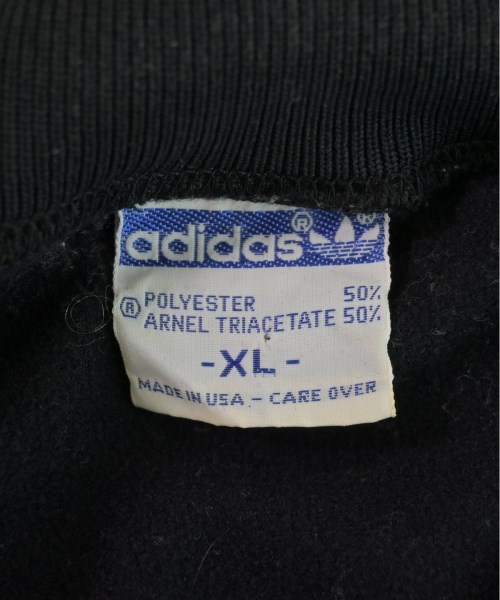 adidas®
®
POLYESTER 50%
® ARNEL TRIACETATE 50%
-XL-
MADE IN USA - CARE OVER